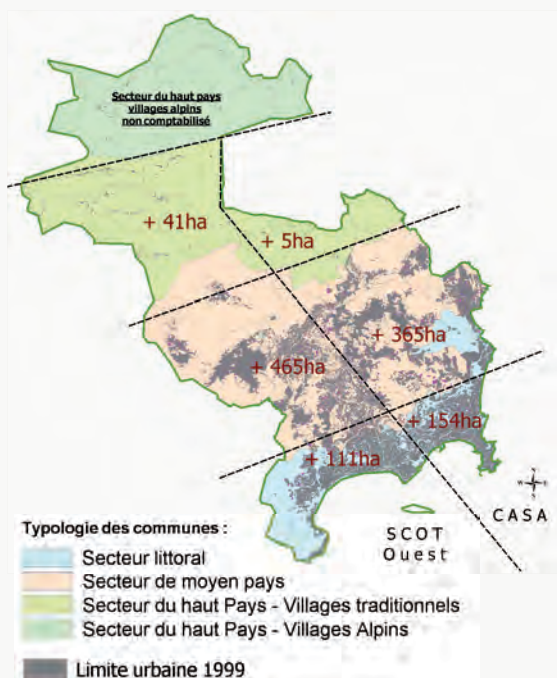 Secteur du haut pays
villages alpins
non comptabilisé
+ 41ha
+ 5ha
+ 365ha
+ 465ha
+ 154ha
+ 111ha
CASA
SCOT
Ouest
Typologie des communes :
Secteur littoral
Secteur de moyen pays
Secteur du haut Pays - Villages traditionnels
Secteur du haut Pays - Villages Alpins
Limite urbaine 1999